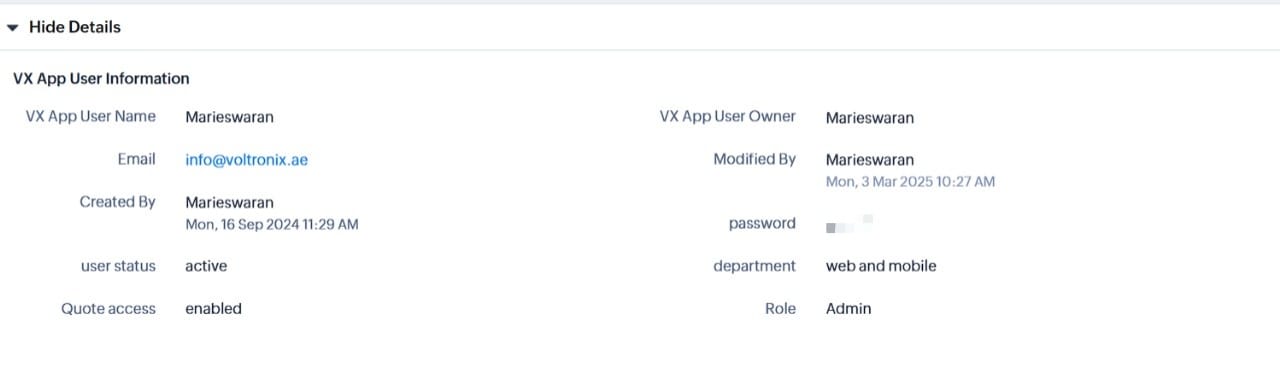 Hide Details
VX App User Information
VX App User Name Marieswaran
VX App User Owner Marieswaran
Email info@voltronix.ae
Modified By Marieswaran
Mon, 3 Mar 2025 10:27 AM
Created By Marieswaran
Mon, 16 Sep 2024 11:29 AM
password
user status active
department web and mobile
Quote access enabled
Role Admin